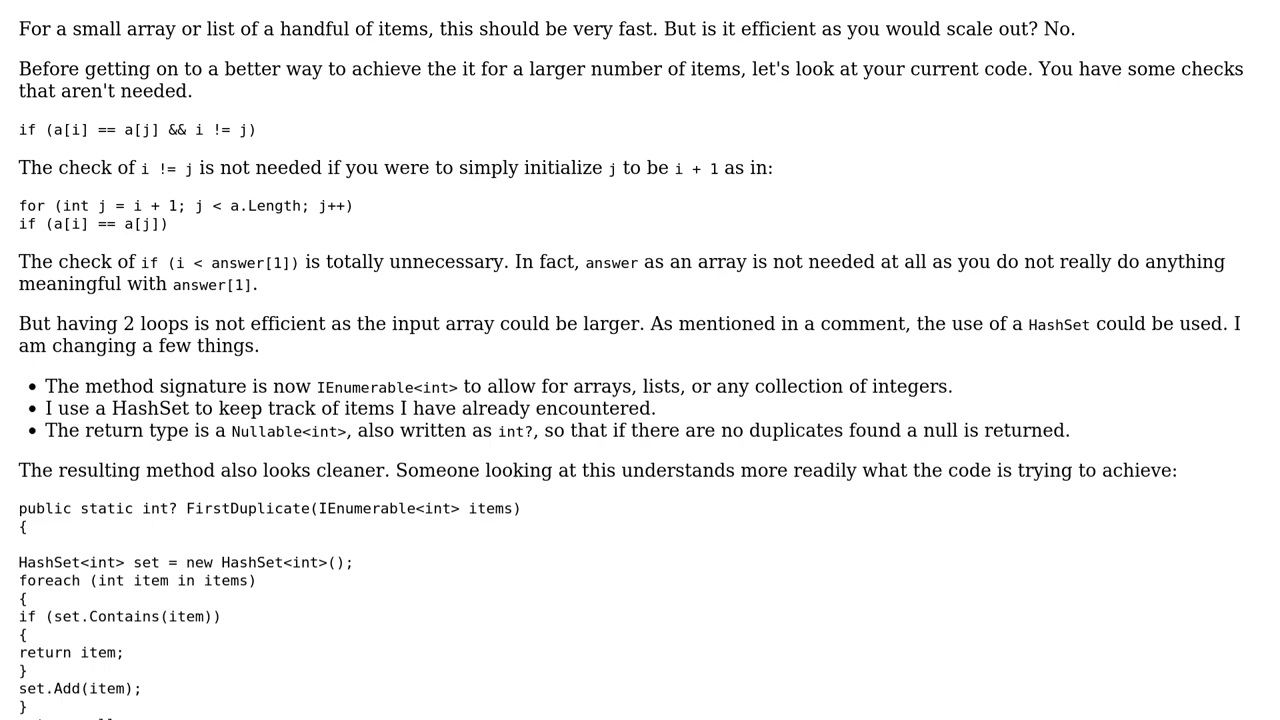 For a small array or list of a handful of items, this should be very fast. But is it efficient as you would scale out? No.
Before getting on to a better way to achieve the it for a larger number of items, let's look at your current code. You have some checks
that aren't needed.
if (a[i] == a[j] && i != j)
The check of i != j is not needed if you were to simply initialize j to be i + 1 as in:
for (int j = i + 1; j < a.Length; j++)
if (a[i] == a[j])
The check of if (i < answer[1]) is totally unnecessary. In fact, answer as an array is not needed at all as you do not really do anything
meaningful with answer[1].
But having 2 loops is not efficient as the input array could be larger. As mentioned in a comment, the use of a HashSet could be used. I
am changing a few things.
• The method signature is now IEnumerable<int> to allow for arrays, lists, or any collection of integers.
• I use a HashSet to keep track of items I have already encountered.
• The return type is a Nullable<int>, also written as int?, so that if there are no duplicates found a null is returned.
The resulting method also looks cleaner. Someone looking at this understands more readily what the code is trying to achieve:
public static int? FirstDuplicate(IEnumerable<int> items)
{
HashSet<int> set = new HashSet<int>();
foreach (int item in items)
{
if (set.Contains(item))
{
return item;
}
set.Add(item);
}